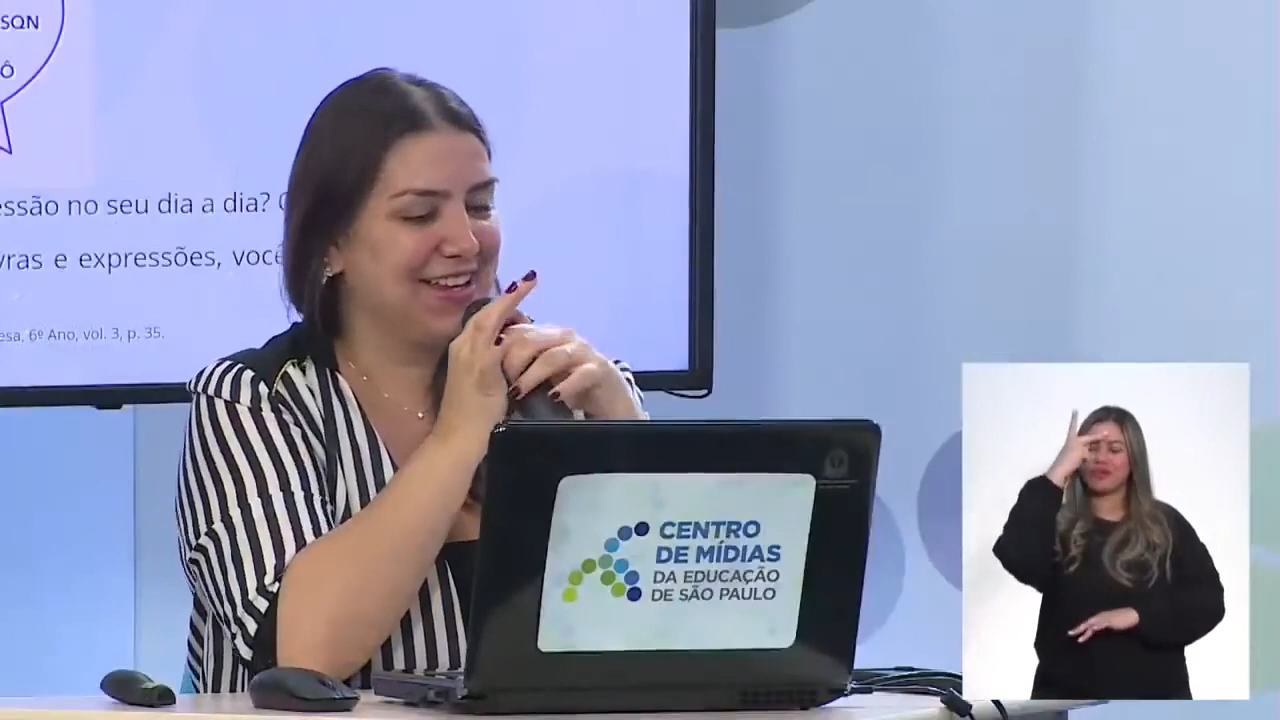 SQN
Ô
essão no seu dia a dia?
vras e expressões, você
esa, 6º Ano, vol. 3, p. 35.
CENTRO
DE MÍDIAS
DA EDUCAÇÃO
DE SÃO PAULO